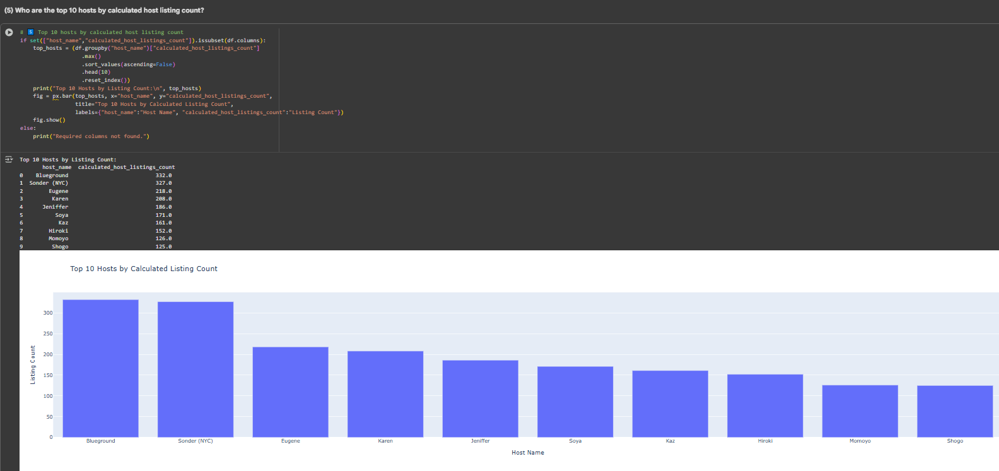 (5) Who are the top 10 hosts by calculated host listing count?
# 5 Top 10 hosts by calculated host listing count
if set(["host_name","calculated_host_listings_count"]).issubset(df.columns):
    top_hosts = (df.groupby("host_name")["calculated_host_listings_count"]
                   .max()
                   .sort_values(ascending=False)
                   .head(10)
                   .reset_index())
    print("Top 10 Hosts by Listing Count:\n", top_hosts)
    fig = px.bar(top_hosts, x="host_name", y="calculated_host_listings_count",
                 title="Top 10 Hosts by Calculated Listing Count",
                 labels={"host_name":"Host Name", "calculated_host_listings_count":"Listing Count"})
    fig.show()
else:
    print("Required columns not found.")
Top 10 Hosts by Listing Count:
       host_name  calculated_host_listings_count
0     Blueground                           332.0
1   Sonder (NYC)                           327.0
2         Eugene                           218.0
3          Karen                           208.0
4       Jeniffer                           186.0
5           Soya                           171.0
6            Kaz                           161.0
7         Hiroki                           152.0
8         Momoyo                           126.0
9          Shogo                           125.0
Top 10 Hosts by Calculated Listing Count
Listing Count
300
250
200
150
100
50
0
Blueground Sonder (NYC) Eugene Karen Jeniffer Soya Kaz Hiroki Momoyo Shogo
Host Name